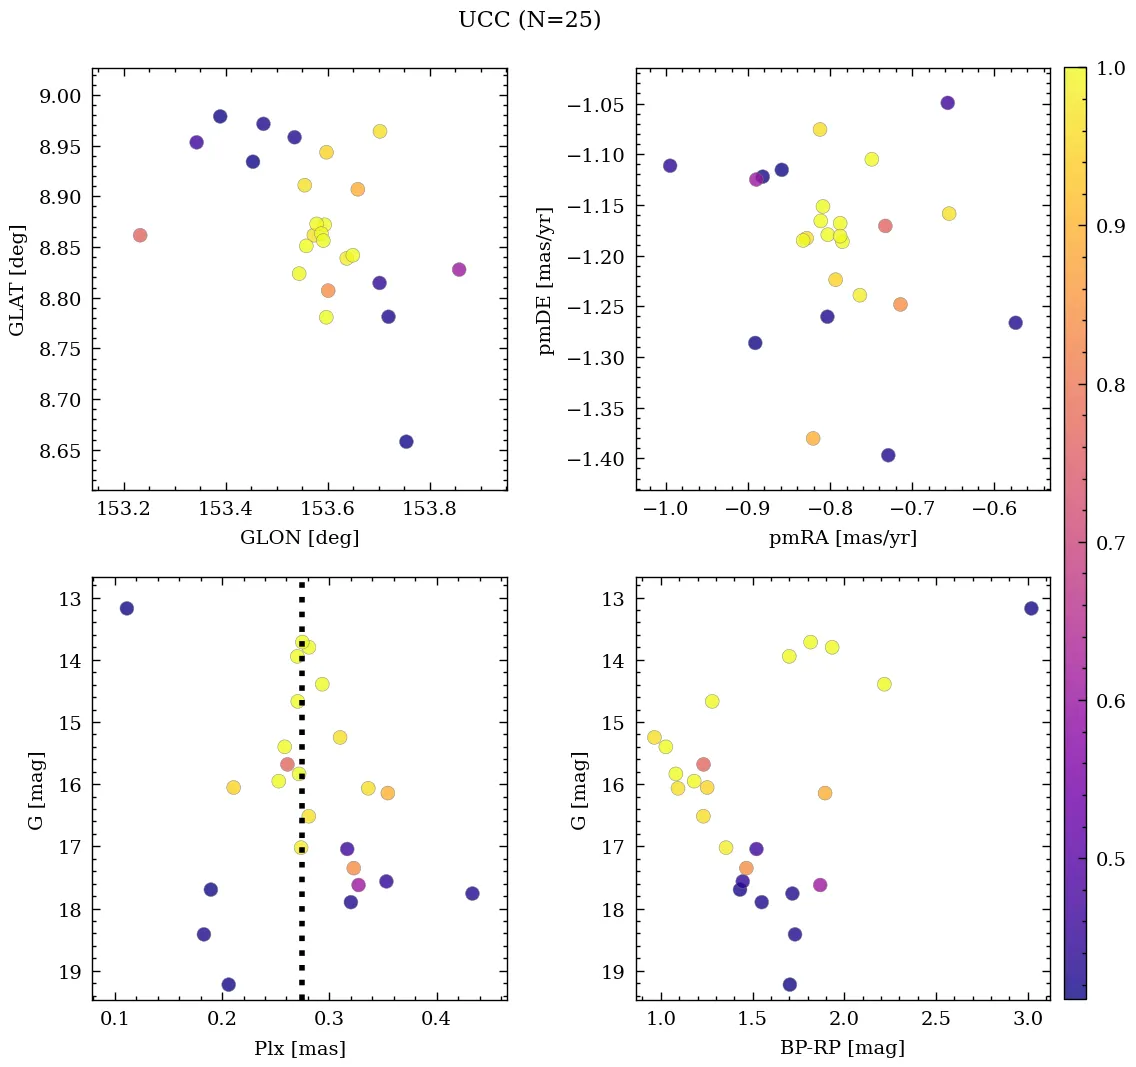 UCC (N=25)
9.00
8.95
8.90
8.85
8.80
8.75
8.70
8.65
GLAT [deg]
153.2 153.4 153.6 153.8
GLON [deg]
−1.05
−1.10
−1.15
−1.20
−1.25
−1.30
−1.35
−1.40
pmDE [mas/yr]
−1.0 −0.9 −0.8 −0.7 −0.6
pmRA [mas/yr]
1.0
0.9
0.8
0.7
0.6
0.5
13
14
15
16
17
18
19
G [mag]
0.1 0.2 0.3 0.4
Plx [mas]
13
14
15
16
17
18
19
G [mag]
1.0 1.5 2.0 2.5 3.0
BP-RP [mag]